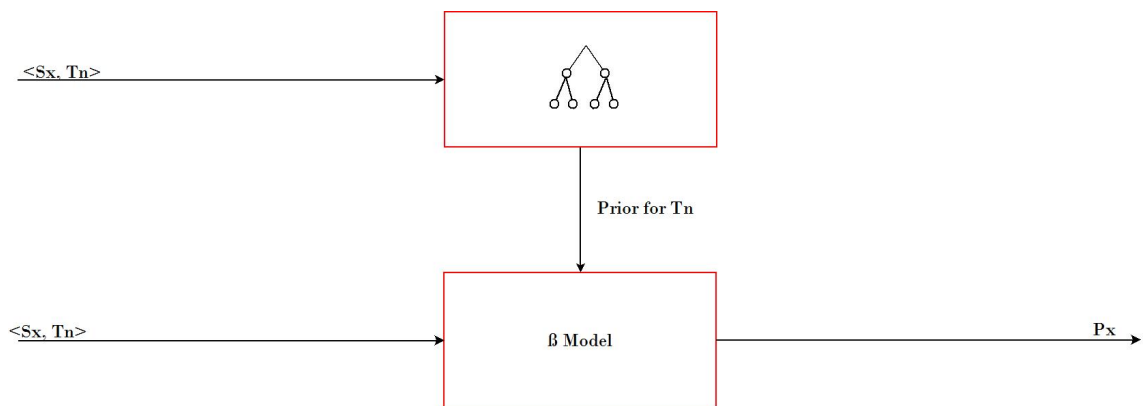 <Sx, Tn>
Prior for Tn
<Sx, Tn>
ß Model
Px